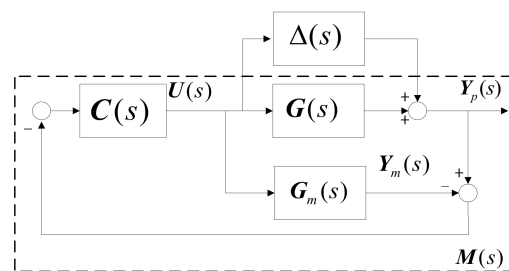 Δ(s)
U(s)
Y_p(s)
−
C(s)
G(s)
+
+
Y_m(s)
+
−
G_m(s)
M(s)